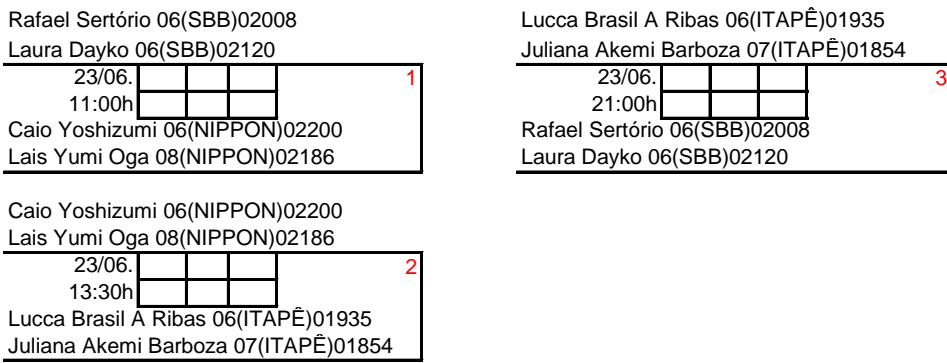 Rafael Sertório 06(SBB)02008
Laura Dayko 06(SBB)02120
23/06. 1
11:00h
Caio Yoshizumi 06(NIPPON)02200
Lais Yumi Oga 08(NIPPON)02186
Caio Yoshizumi 06(NIPPON)02200
Lais Yumi Oga 08(NIPPON)02186
23/06. 2
13:30h
Lucca Brasil A Ribas 06(ITAPÊ)01935
Juliana Akemi Barboza 07(ITAPÊ)01854
Lucca Brasil A Ribas 06(ITAPÊ)01935
Juliana Akemi Barboza 07(ITAPÊ)01854
23/06. 3
21:00h
Rafael Sertório 06(SBB)02008
Laura Dayko 06(SBB)02120